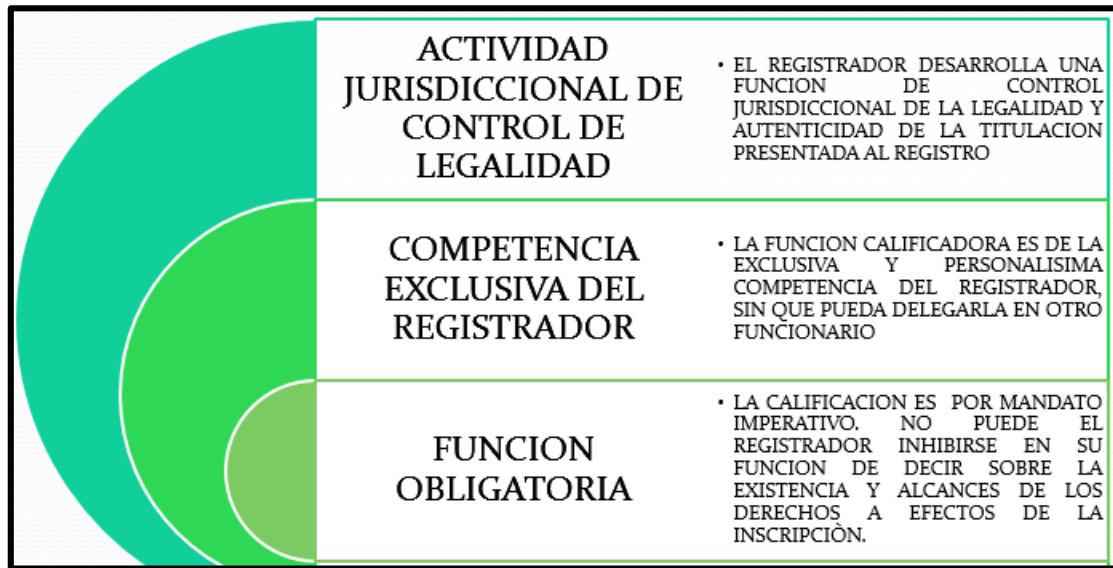 ACTIVIDAD
JURISDICCIONAL DE
CONTROL DE
LEGALIDAD
• EL REGISTRADOR DESARROLLA UNA
FUNCION DE CONTROL
JURISDICCIONAL DE LA LEGALIDAD Y
AUTENTICIDAD DE LA TITULACION
PRESENTADA AL REGISTRO
COMPETENCIA
EXCLUSIVA DEL
REGISTRADOR
• LA FUNCION CALIFICADORA ES DE LA
EXCLUSIVA Y PERSONALISIMA
COMPETENCIA DEL REGISTRADOR,
SIN QUE PUEDA DELEGARLA EN OTRO
FUNCIONARIO
FUNCION
OBLIGATORIA
• LA CALIFICACION ES POR MANDATO
IMPERATIVO. NO PUEDE EL
REGISTRADOR INHIBIRSE EN SU
FUNCION DE DECIR SOBRE LA
EXISTENCIA Y ALCANCES DE LOS
DERECHOS A EFECTOS DE LA
INSCRIPCIÒN.